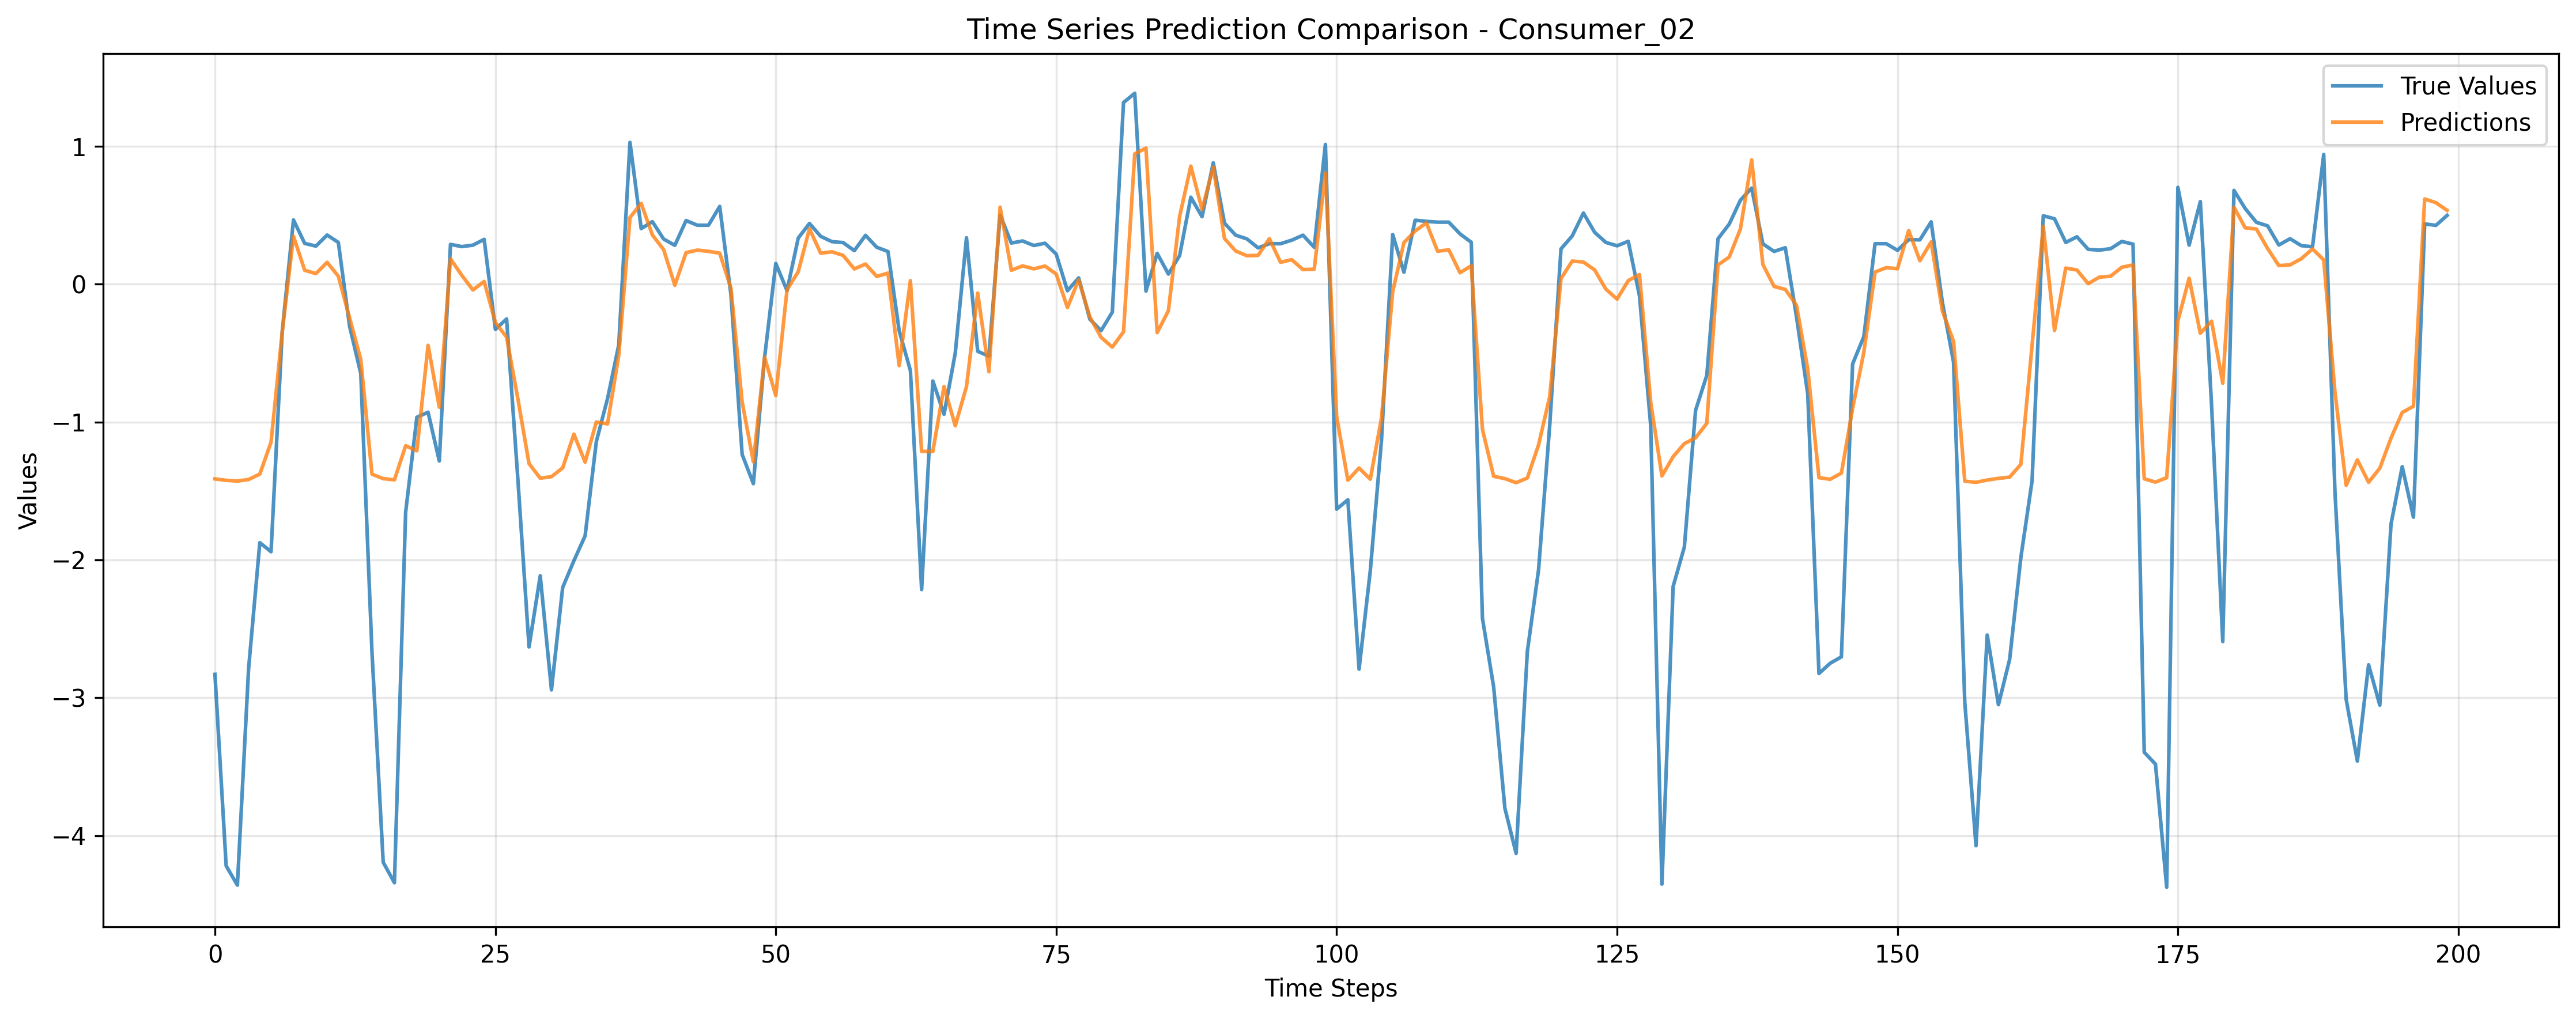 Time Series Prediction Comparison - Consumer_02
True Values
Predictions
Values
1
0
−1
−2
−3
−4
0 25 50 75 100 125 150 175 200
Time Steps